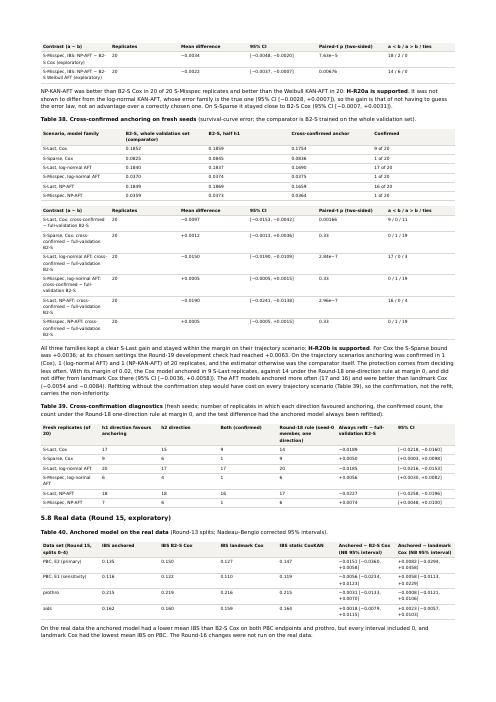 Contrast (a − b) Replicates Mean difference 95% CI Paired-t p (two-sided) a < b / a > b / ties
S-Misspec, IBS: NP-AFT − B2- 20 −0.0034 [−0.0048, −0.0020] 7.63e−5 18 / 2 / 0
S Cox (exploratory)
S-Misspec, IBS: NP-AFT − B2- 20 −0.0022 [−0.0037, −0.0007] 0.00676 14 / 6 / 0
S Weibull AFT (exploratory)
NP-KAN-AFT was better than B2-S Cox in 20 of 20 S-Misspec replicates and better than the Weibull KAN-AFT in 20: H-R20a is supported. It was
not shown to differ from the log-normal KAN-AFT, whose error family is the true one (95% CI [−0.0028, +0.0007]), so the gain is that of not having to guess
the error law, not an advantage over a correctly chosen one. On S-Sparse it stayed close to B2-S Cox ([−0.0007, +0.0031]).
Table 38. Cross-confirmed anchoring on fresh seeds (survival-curve error; the comparator is B2-S trained on the whole validation set).
Scenario, model family B2-S, whole validation set B2-S, half h1 Cross-confirmed anchor Confirmed
(comparator)
S-Last, Cox 0.1852 0.1859 0.1754 9 of 20
S-Sparse, Cox 0.0825 0.0845 0.0836 1 of 20
S-Last, log-normal AFT 0.1840 0.1837 0.1690 17 of 20
S-Misspec, log-normal AFT 0.0370 0.0374 0.0375 1 of 20
S-Last, NP-AFT 0.1849 0.1869 0.1659 16 of 20
S-Misspec, NP-AFT 0.0359 0.0373 0.0364 1 of 20
Contrast (a − b) Replicates Mean difference 95% CI Paired-t p (two-sided) a < b / a > b / ties
S-Last, Cox: cross-confirmed 20 −0.0097 [−0.0153, −0.0042] 0.00166 9 / 0 / 11
− full-validation B2-S
S-Sparse, Cox: cross- 20 +0.0012 [−0.0013, +0.0036] 0.33 0 / 1 / 19
confirmed − full-validation
B2-S
S-Last, log-normal AFT: cross- 20 −0.0150 [−0.0190, −0.0109] 2.84e−7 17 / 0 / 3
confirmed − full-validation
B2-S
S-Misspec, log-normal AFT: 20 +0.0005 [−0.0005, +0.0015] 0.33 0 / 1 / 19
cross-confirmed − full-
validation B2-S
S-Last, NP-AFT: cross- 20 −0.0190 [−0.0241, −0.0138] 2.96e−7 16 / 0 / 4
confirmed − full-validation
B2-S
S-Misspec, NP-AFT: cross- 20 +0.0005 [−0.0005, +0.0015] 0.33 0 / 1 / 19
confirmed − full-validation
B2-S
All three families kept a clear S-Last gain and stayed within the margin on their trajectory scenario: H-R20b is supported. For Cox the S-Sparse bound
was +0.0036; at its chosen settings the Round-19 development check had reached +0.0063. On the trajectory scenarios anchoring was confirmed in 1
(Cox), 1 (log-normal AFT) and 1 (NP-KAN-AFT) of 20 replicates, and the estimator otherwise was the comparator itself. The protection comes from deciding
less often. With its margin of 0.02, the Cox model anchored in 9 S-Last replicates, against 14 under the Round-18 one-direction rule at margin 0, and did
not differ from landmark Cox there (95% CI [−0.0036, +0.0058]). The AFT models anchored more often (17 and 16) and were better than landmark Cox
(−0.0054 and −0.0084). Refitting without the confirmation step would have cost on every trajectory scenario (Table 39), so the confirmation, not the refit,
carries the non-inferiority.
Table 39. Cross-confirmation diagnostics (fresh seeds; number of replicates in which each direction favoured anchoring, the confirmed count, the
count under the Round-18 one-direction rule at margin 0, and the test difference had the anchored model always been refitted).
Fresh replicates (of h1 direction favours h2 direction Both (confirmed) Round-18 rule (seed-0 Always refit − full- 95% CI
20) anchoring member, one validation B2-S
direction)
S-Last, Cox 17 15 9 14 −0.0189 [−0.0218, −0.0160]
S-Sparse, Cox 9 6 1 9 +0.0050 [+0.0003, +0.0098]
S-Last, log-normal AFT 20 17 17 20 −0.0185 [−0.0216, −0.0153]
S-Misspec, log-normal 6 4 1 6 +0.0056 [+0.0030, +0.0082]
AFT
S-Last, NP-AFT 18 18 16 17 −0.0227 [−0.0258, −0.0196]
S-Misspec, NP-AFT 7 6 1 6 +0.0074 [+0.0048, +0.0100]
5.8 Real data (Round 15, exploratory)
Table 40. Anchored model on the real data (Round-13 splits; Nadeau–Bengio corrected 95% intervals).
Data set (Round 15, IBS anchored IBS B2-S Cox IBS landmark Cox IBS static CoxKAN Anchored − B2-S Cox Anchored − landmark
splits 0–4) (NB 95% interval) Cox (NB 95% interval)
PBC, E2 (primary) 0.135 0.150 0.127 0.147 −0.0151 [−0.0360, +0.0082 [−0.0294,
+0.0058] +0.0458]
PBC, E1 (sensitivity) 0.116 0.122 0.110 0.119 −0.0056 [−0.0234, +0.0058 [−0.0113,
+0.0123] +0.0229]
prothro 0.215 0.219 0.216 0.215 −0.0031 [−0.0133, −0.0008 [−0.0121,
+0.0070] +0.0106]
aids 0.162 0.160 0.159 0.164 +0.0018 [−0.0079, +0.0023 [−0.0057,
+0.0115] +0.0103]
On the real data the anchored model had a lower mean IBS than B2-S Cox on both PBC endpoints and prothro, but every interval included 0, and
landmark Cox had the lowest mean IBS on PBC. The Round-16 changes were not run on the real data.